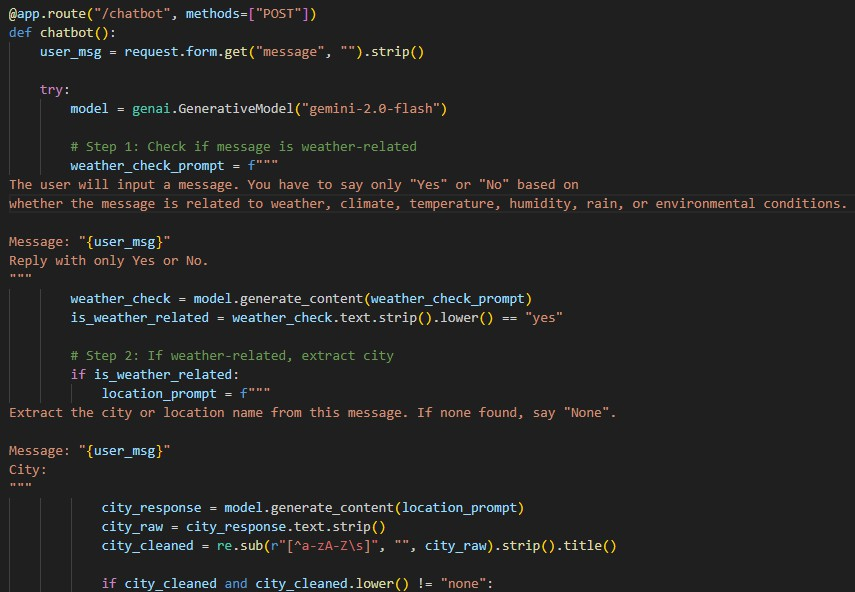 @app.route("/chatbot", methods=["POST"])
def chatbot():
    user_msg = request.form.get("message", "").strip()

    try:
        model = genai.GenerativeModel("gemini-2.0-flash")

        # Step 1: Check if message is weather-related
        weather_check_prompt = f"""
The user will input a message. You have to say only "Yes" or "No" based on
whether the message is related to weather, climate, temperature, humidity, rain, or environmental conditions.

Message: "{user_msg}"
Reply with only Yes or No.
"""
        weather_check = model.generate_content(weather_check_prompt)
        is_weather_related = weather_check.text.strip().lower() == "yes"

        # Step 2: If weather-related, extract city
        if is_weather_related:
            location_prompt = f"""
Extract the city or location name from this message. If none found, say "None".

Message: "{user_msg}"
City:
"""
            city_response = model.generate_content(location_prompt)
            city_raw = city_response.text.strip()
            city_cleaned = re.sub(r"[^a-zA-Z\s]", "", city_raw).strip().title()

            if city_cleaned and city_cleaned.lower() != "none":